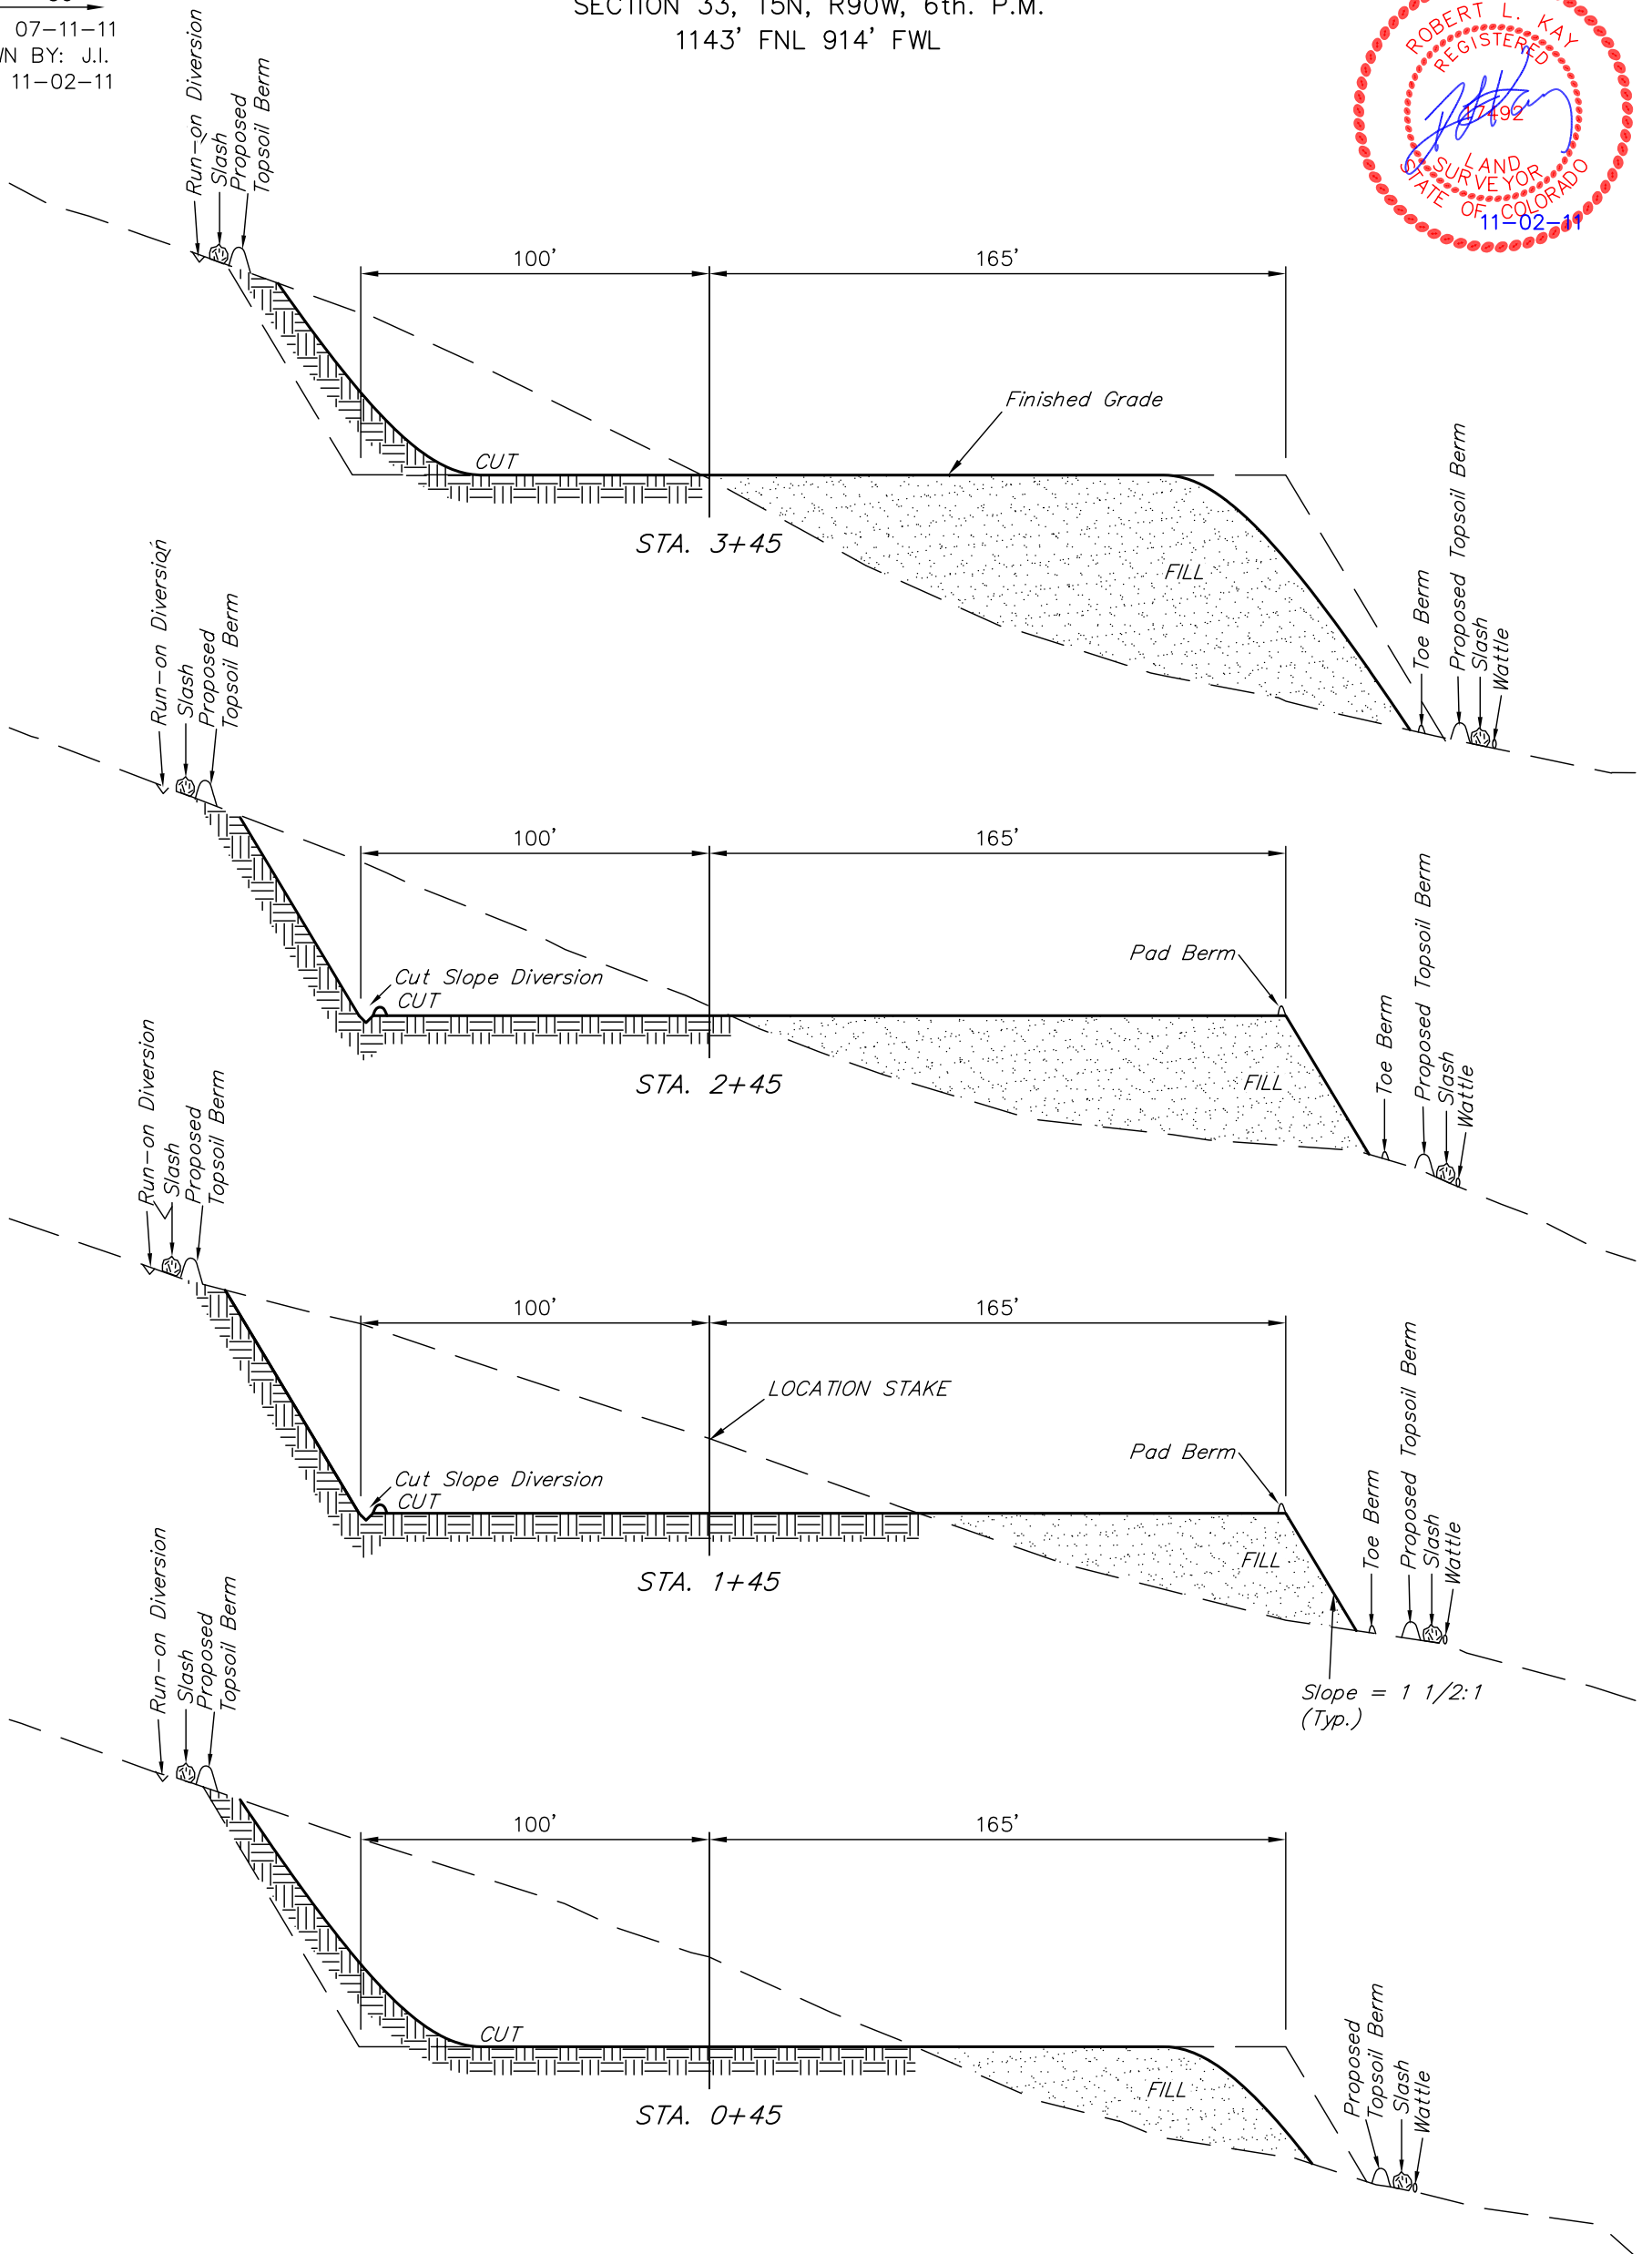 07-11-11
WN BY: J.I.
11-02-11
SECTION 33, T5N, R90W, 6th. P.M.
1143' FNL 914' FWL
ROBERT L. KAY
REGISTERED
17492
LAND
SURVEYOR
STATE OF COLORADO
11-02-11
Run-on Diversion
Slash
Proposed
Topsoil Berm
100'
165'
Finished Grade
CUT
STA. 3+45
FILL
Toe Berm
Proposed Topsoil Berm
Slash
Wattle
Run-on Diversion
Slash
Proposed
Topsoil Berm
100'
165'
Pad Berm
Cut Slope Diversion
CUT
STA. 2+45
FILL
Toe Berm
Proposed Topsoil Berm
Slash
Wattle
Run-on Diversion
Slash
Proposed
Topsoil Berm
100'
165'
LOCATION STAKE
Pad Berm
Cut Slope Diversion
CUT
STA. 1+45
FILL
Toe Berm
Proposed Topsoil Berm
Slash
Wattle
Slope = 1 1/2:1
(Typ.)
Run-on Diversion
Slash
Proposed
Topsoil Berm
100'
165'
CUT
STA. 0+45
FILL
Proposed
Topsoil Berm
Slash
Wattle